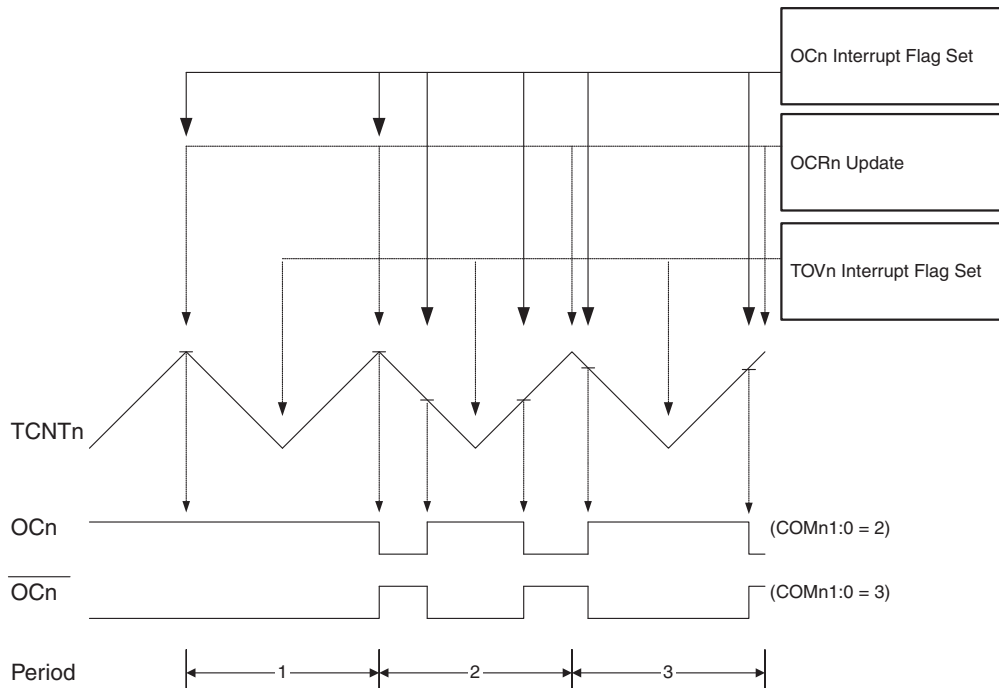 OCn Interrupt Flag Set
OCRn Update
TOVn Interrupt Flag Set
TCNTn
OCn
(COMn1:0 = 2)
OCn
(COMn1:0 = 3)
Period
1
2
3